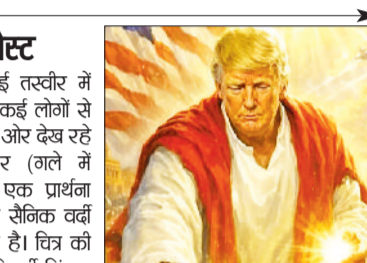 स्ट
ई तस्वीर में
कई लोगों से
ओर देख रहे
र (गले में
एक प्रार्थना
सैनिक वर्दी
है। चित्र की